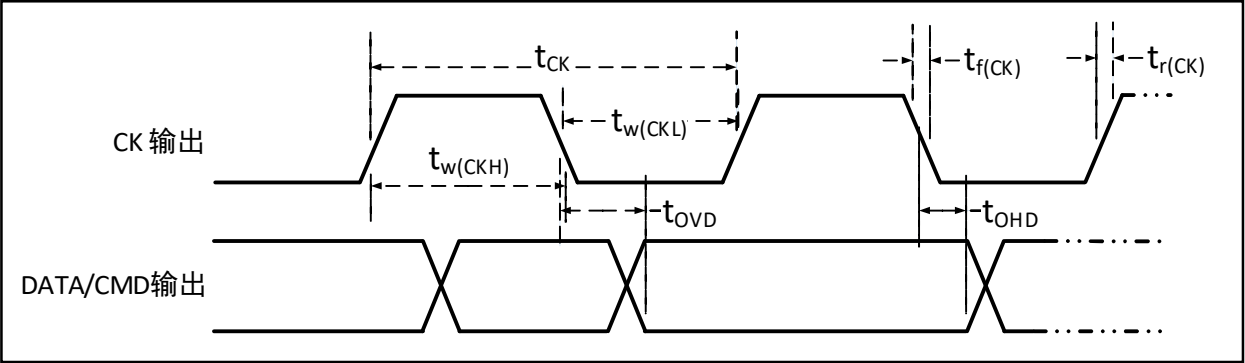 tCK
tf(CK)
tr(CK)
CK 输出
tw(CKL)
tw(CKH)
tOVD
tOHD
DATA/CMD输出